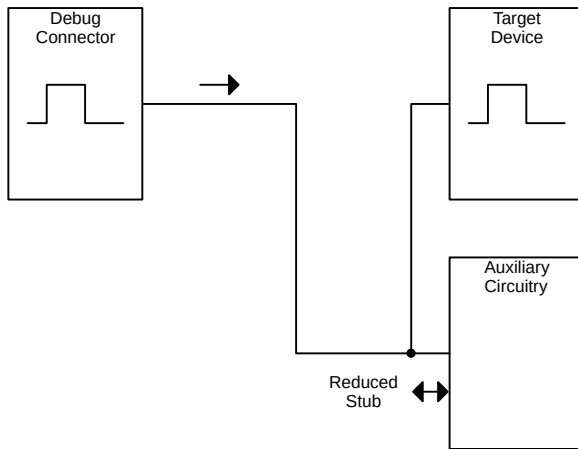 Debug
Connector
Target
Device
Auxiliary
Circuitry
Reduced
Stub